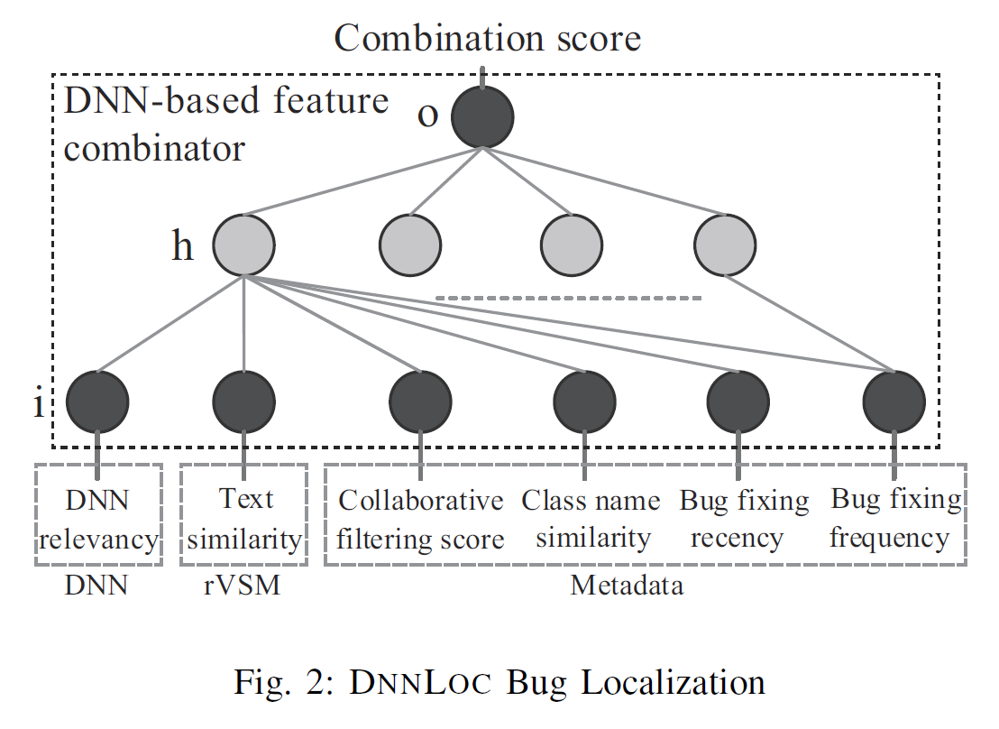 Combination score
DNN-based feature
combinator
o
h
i
DNN
relevancy
Text
similarity
Collaborative
filtering score
Class name
similarity
Bug fixing
recency
Bug fixing
frequency
DNN
rVSM
Metadata
Fig. 2: DNNLOC Bug Localization